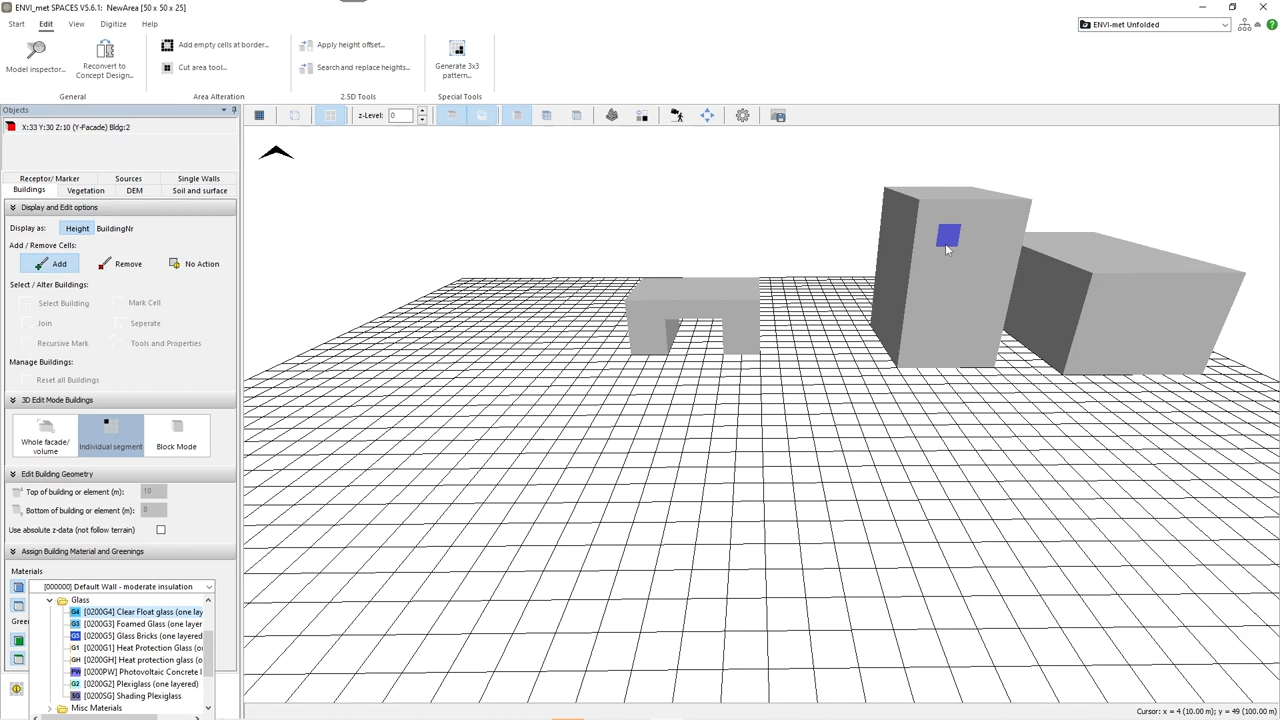 ENVI_met SPACES V5.6.1: NewArea [50 x 50 x 25]
Start Edit View Digitize Help
ENVI-met Unfolded
Model inspector...
Reconvert to Concept Design...
General
Add empty cells at border...
Cut area tool...
Area Alteration
Apply height offset...
Search and replace heights...
2.5D Tools
Generate 3x3 pattern...
Special Tools
Objects
z-Level: 0
X:33 Y:30 Z:10 (Y-Facade) Bldg:2
Receptor/ Marker Sources Single Walls
Buildings Vegetation DEM Soil and surface
Display and Edit options
Display as: Height BuildingNr
Add / Remove Cells:
Add Remove No Action
Select / Alter Buildings:
Select Building Mark Cell
Join Seperate
Recursive Mark Tools and Properties
Manage Buildings:
Reset all Buildings
3D Edit Mode Buildings
Whole facade/ volume
Individual segment
Block Mode
Edit Building Geometry
Top of building or element (m): 10
Bottom of building or element (m): 0
Use absolute z-data (not follow terrain)
Assign Building Material and Greenings
Materials
[000000] Default Wall - moderate insulation
Glass
G4 [0200G4] Clear Float glass (one lay
G3 [0200G3] Foamed Glass (one layer
G5 [0200G5] Glass Bricks (one layered
G1 [0200G1] Heat Protection Glass (o
GH [0200GH] Heat protection glass (o
PW [0200PW] Photovoltaic Concrete l
G2 [0200G2] Plexiglass (one layered)
SG [0200SG] Shading Plexiglass
Misc Materials
Gree
Cursor: x = 4 (10.00 m); y = 49 (100.00 m)